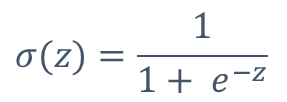 σ(z) = 1 / (1 + e^{-z})